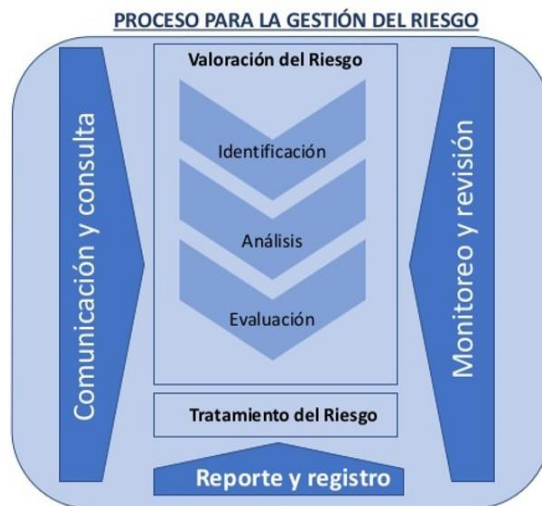 PROCESO PARA LA GESTIÓN DEL RIESGO
Valoración del Riesgo
Comunicación y consulta
Identificación
Análisis
Evaluación
Monitoreo y revisión
Tratamiento del Riesgo
Reporte y registro